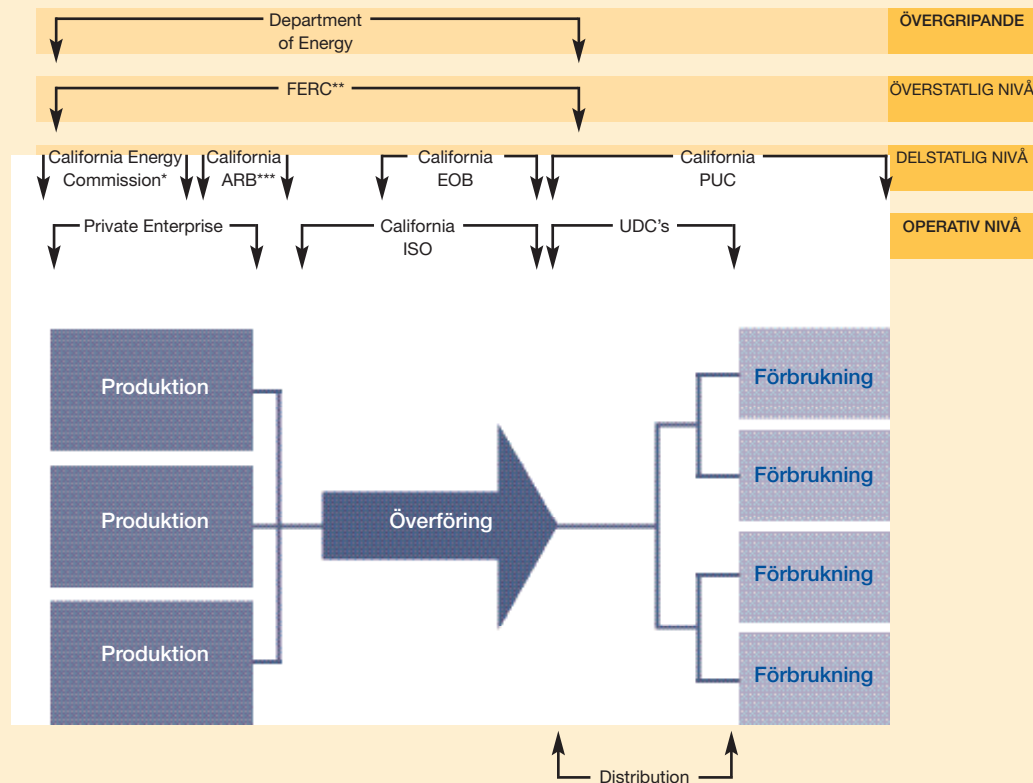 Department
of Energy
ÖVERGRIPANDE
FERC**
ÖVERSTATLIG NIVÅ
California Energy
Commission*
California
ARB***
California
EOB
California
PUC
DELSTATLIG NIVÅ
Private Enterprise
California
ISO
UDC's
OPERATIV NIVÅ
Produktion
Produktion
Produktion
Överföring
Förbrukning
Förbrukning
Förbrukning
Förbrukning
Distribution